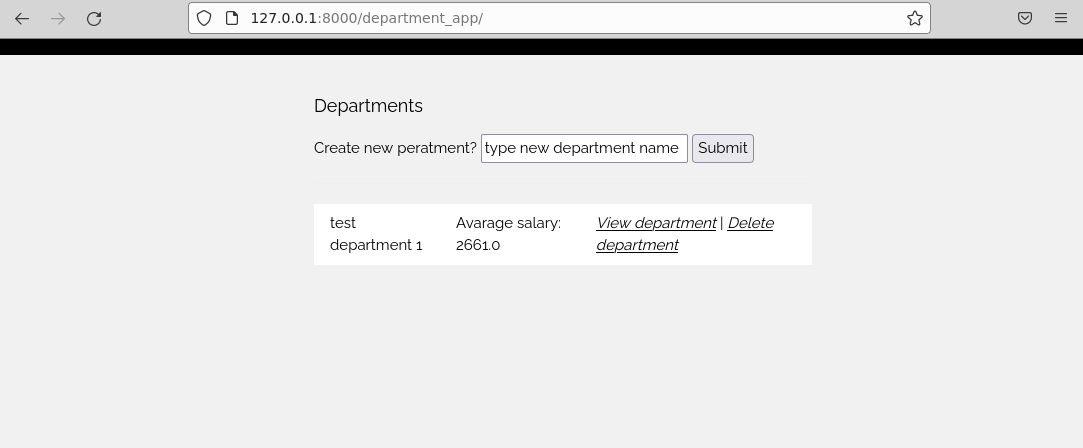 127.0.0.1:8000/department_app/
Departments
Create new peratment? type new department name Submit
test department 1
Avarage salary: 2661.0
View department | Delete department